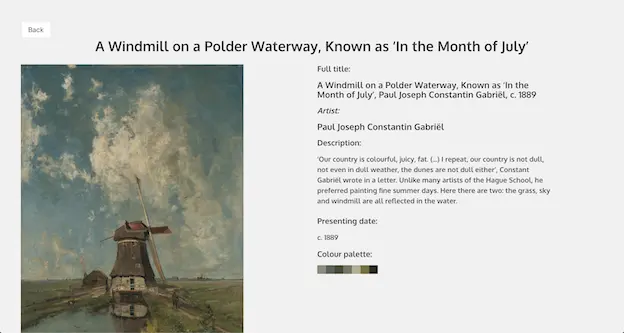 Back
A Windmill on a Polder Waterway, Known as ‘In the Month of July’
Full title:
A Windmill on a Polder Waterway, Known as ‘In the
Month of July’, Paul Joseph Constantin Gabriël, c. 1889
Artist:
Paul Joseph Constantin Gabriël
Description:
‘Our country is colourful, juicy, fat. (...) I repeat, our country is not dull,
not even in dull weather, the dunes are not dull either’, Constant
Gabriël wrote in a letter. Unlike many artists of the Hague School, he
preferred painting fine summer days. Here there are two: the grass, sky
and windmill are all reflected in the water.
Presenting date:
c. 1889
Colour palette: